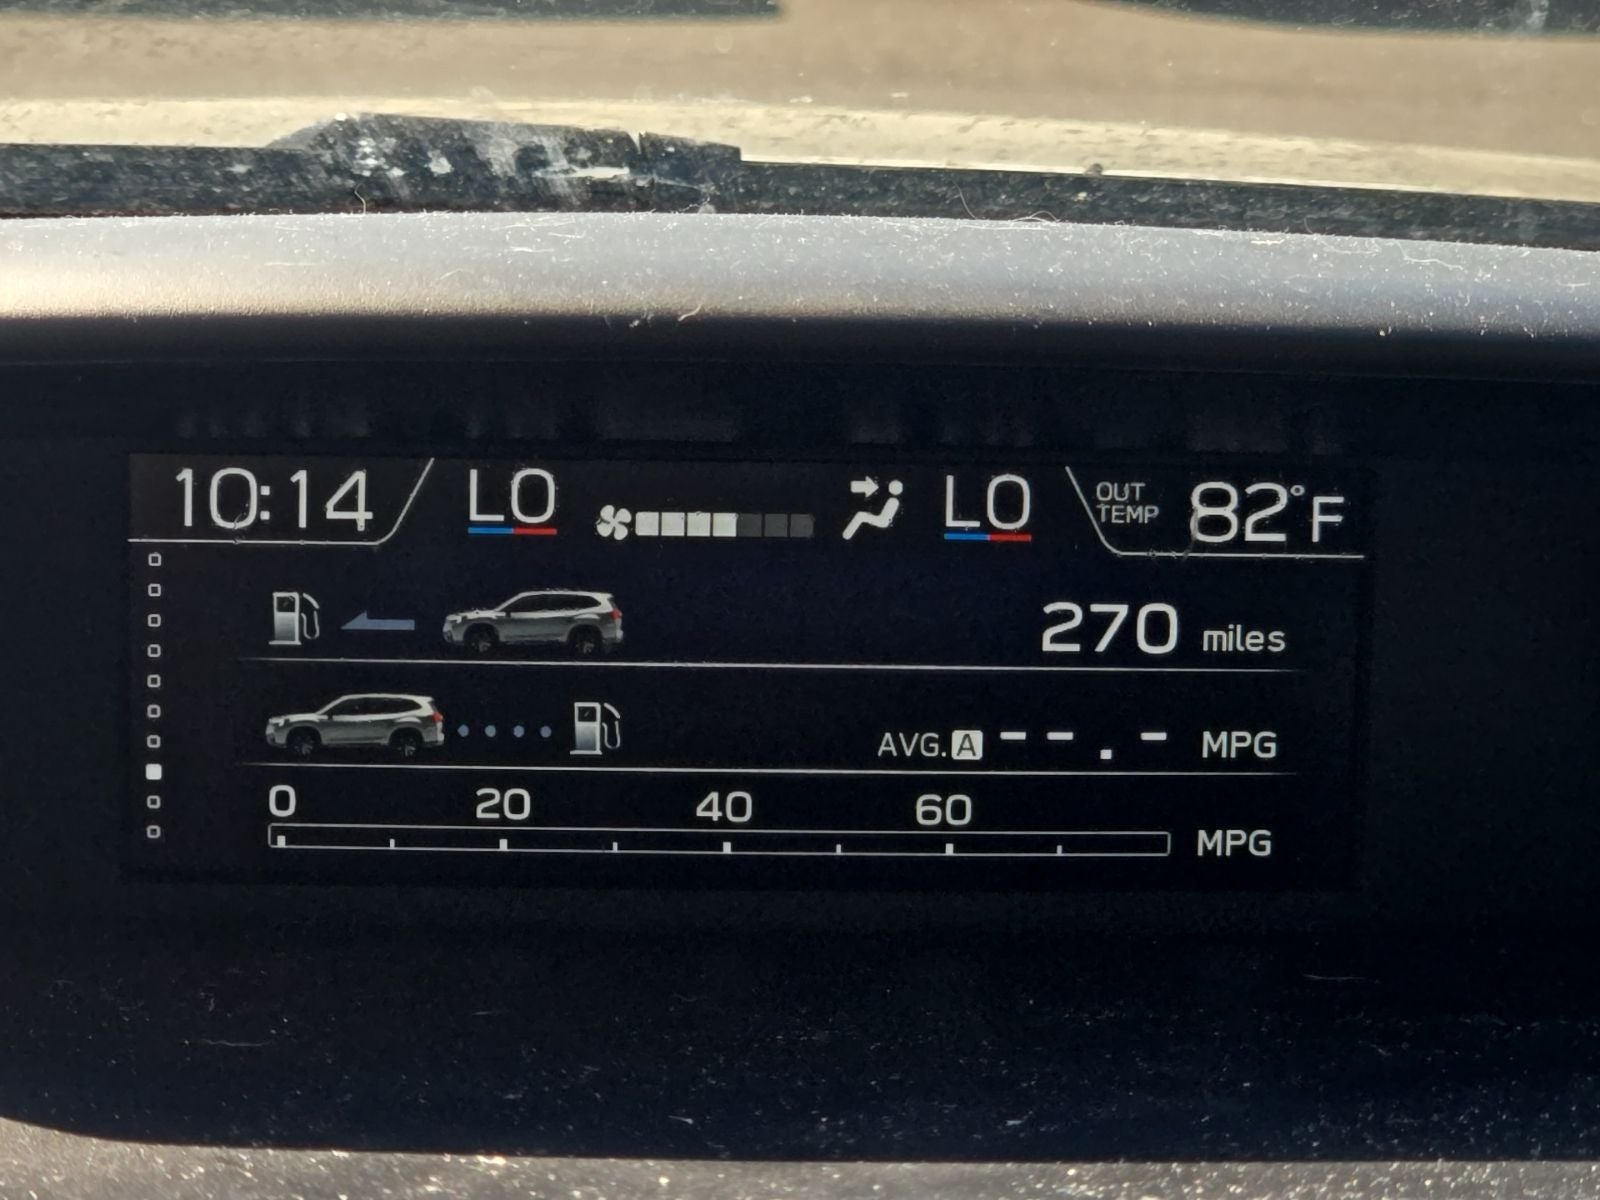 10:14 LO LO OUT TEMP 82°F
270 miles
AVG. A --.- MPG
0 20 40 60
MPG